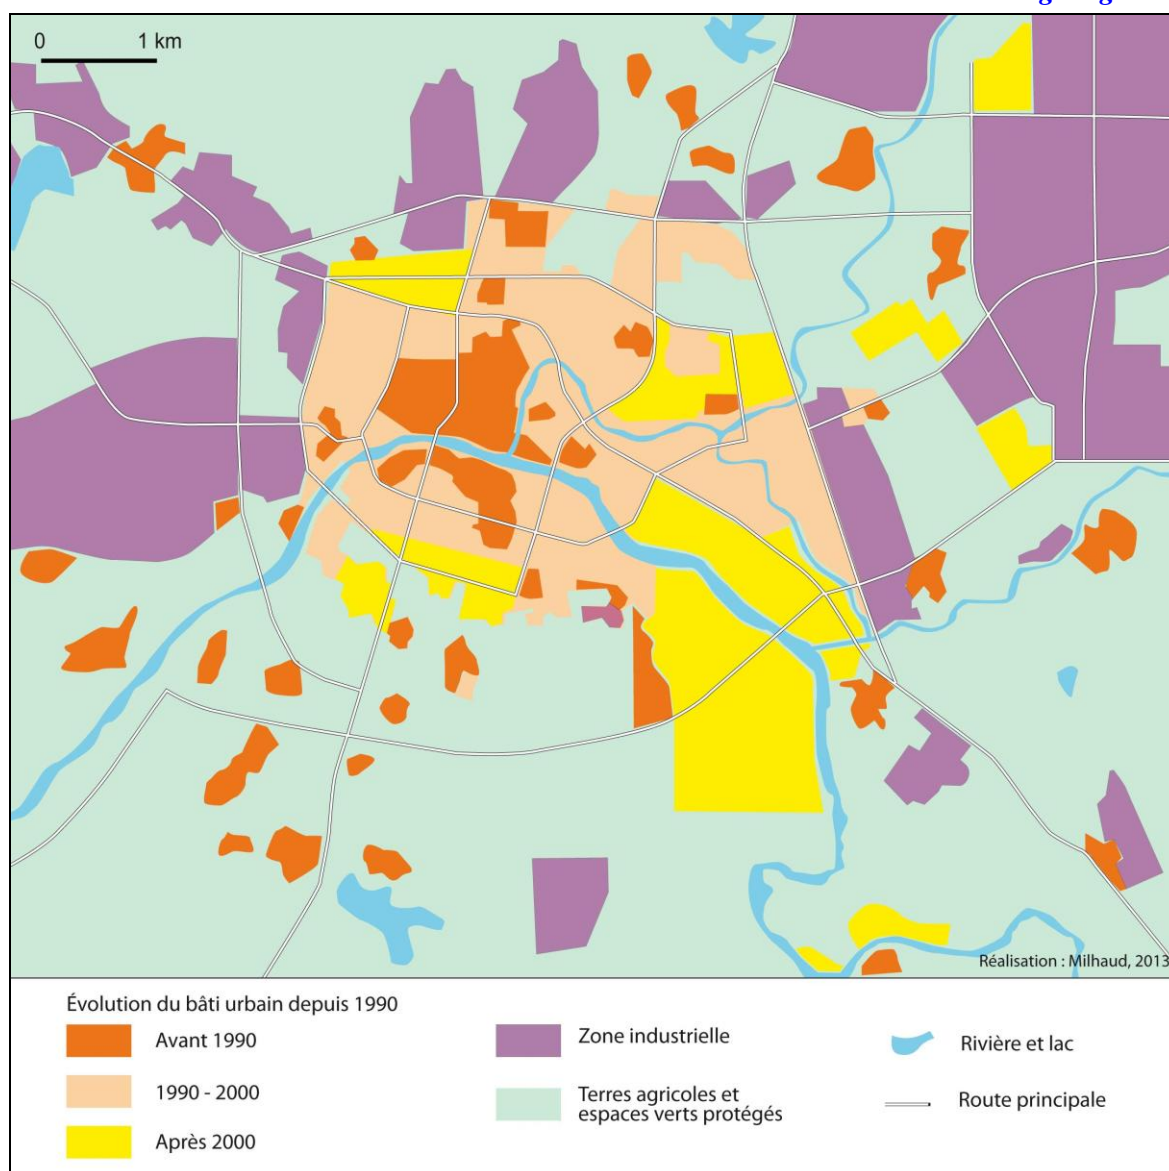 0 1 km
Réalisation : Milhaud, 2013
Évolution du bâti urbain depuis 1990
Avant 1990
1990 - 2000
Après 2000
Zone industrielle
Terres agricoles et
espaces verts protégés
Rivière et lac
Route principale